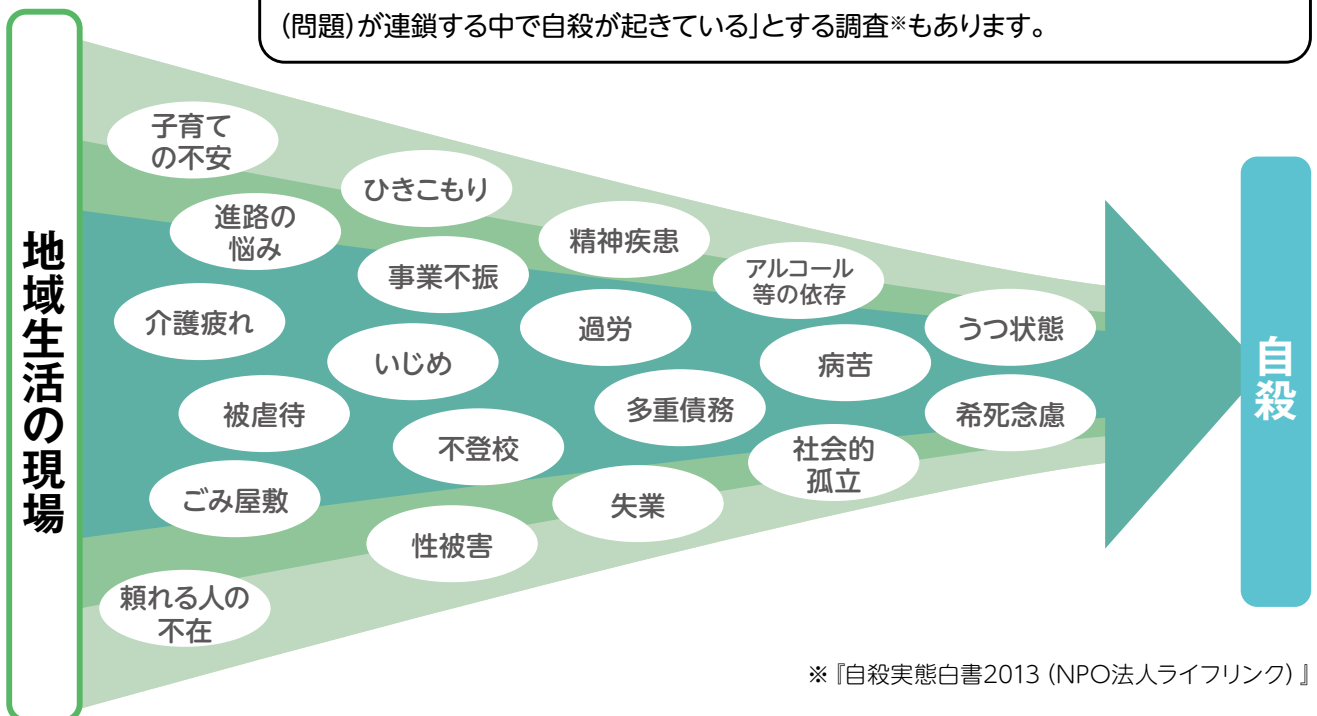 (問題)が連鎖する中で自殺が起きている」とする調査※もあります。
地域生活の現場
子育て
の不安
ひきこもり
進路の
悩み
精神疾患
事業不振
アルコール
等の依存
介護疲れ
過労
うつ状態
いじめ
病苦
被虐待
多重債務
希死念慮
不登校
社会的
孤立
ごみ屋敷
失業
性被害
頼れる人の
不在
自殺
※『自殺実態白書2013 (NPO法人ライフリンク) 』